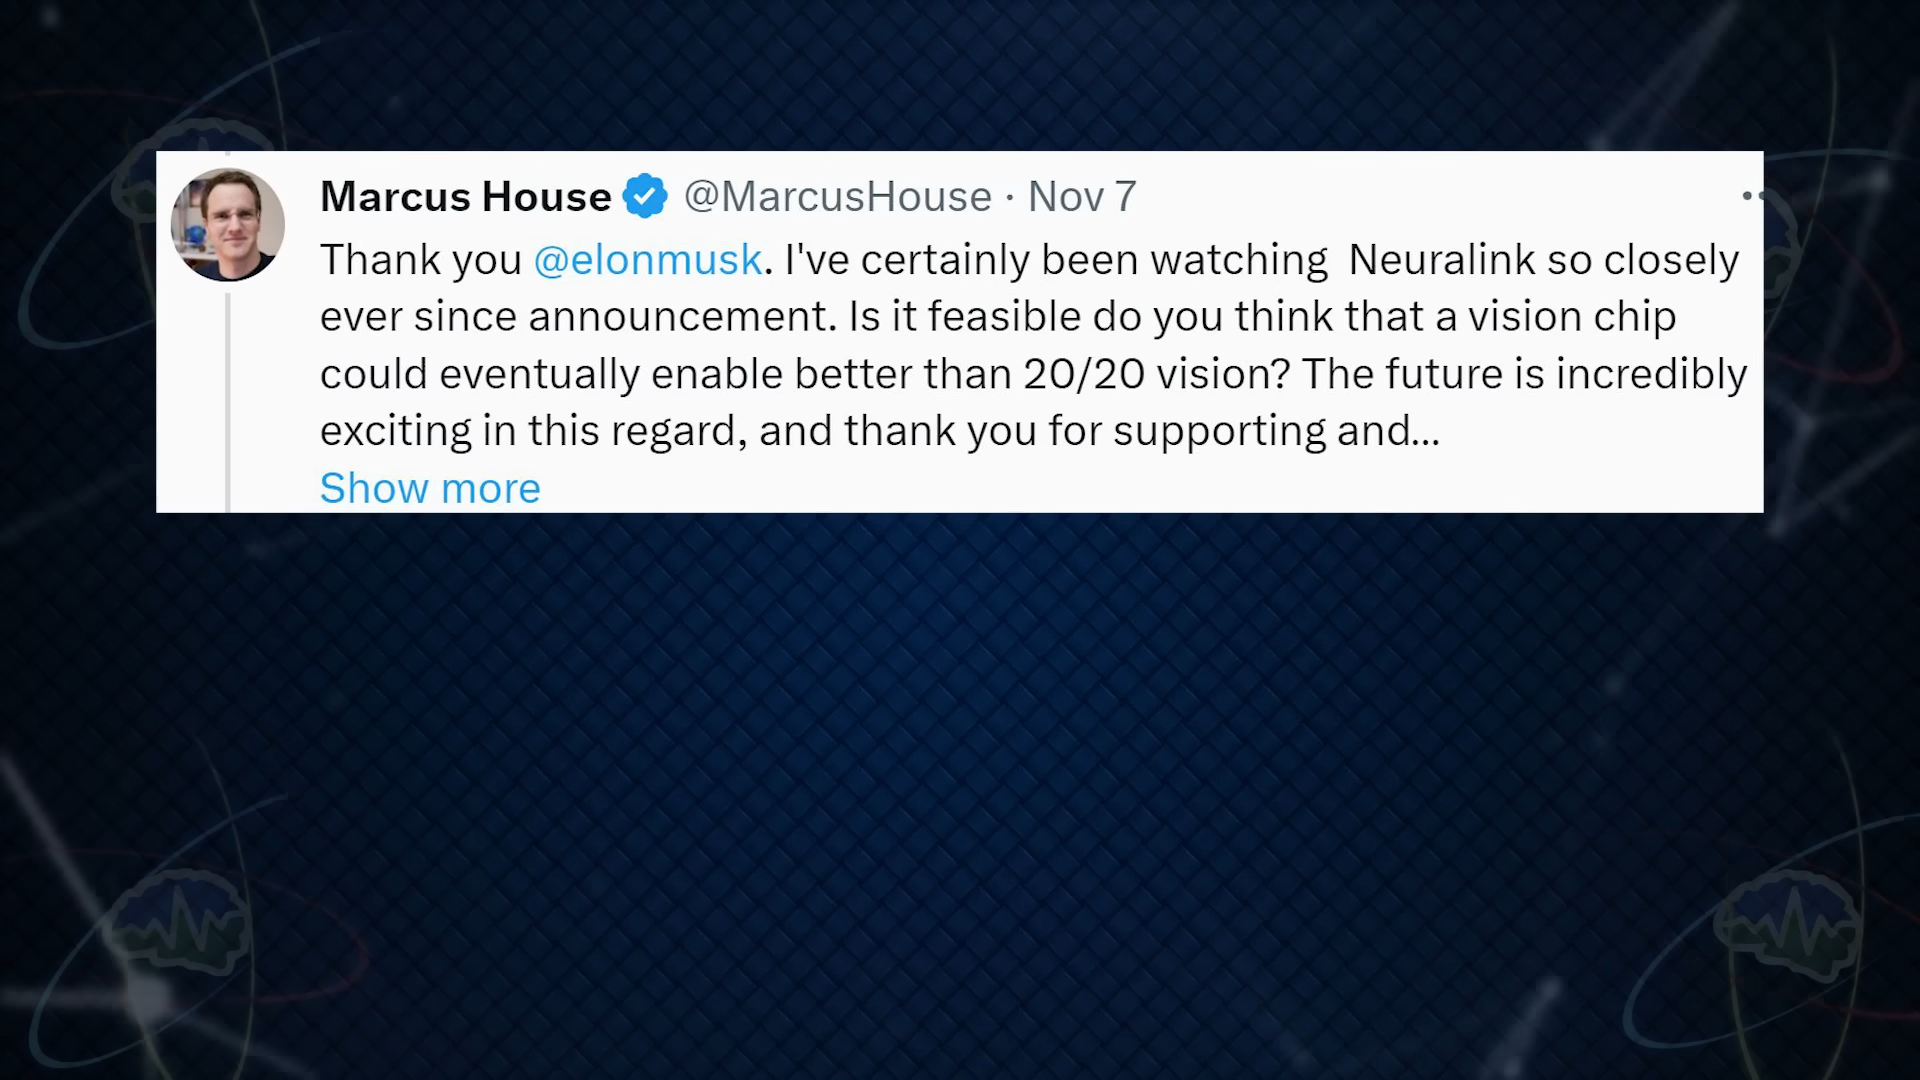 Marcus House @MarcusHouse · Nov 7
Thank you @elonmusk. I've certainly been watching  Neuralink so closely
ever since announcement. Is it feasible do you think that a vision chip
could eventually enable better than 20/20 vision? The future is incredibly
exciting in this regard, and thank you for supporting and...
Show more